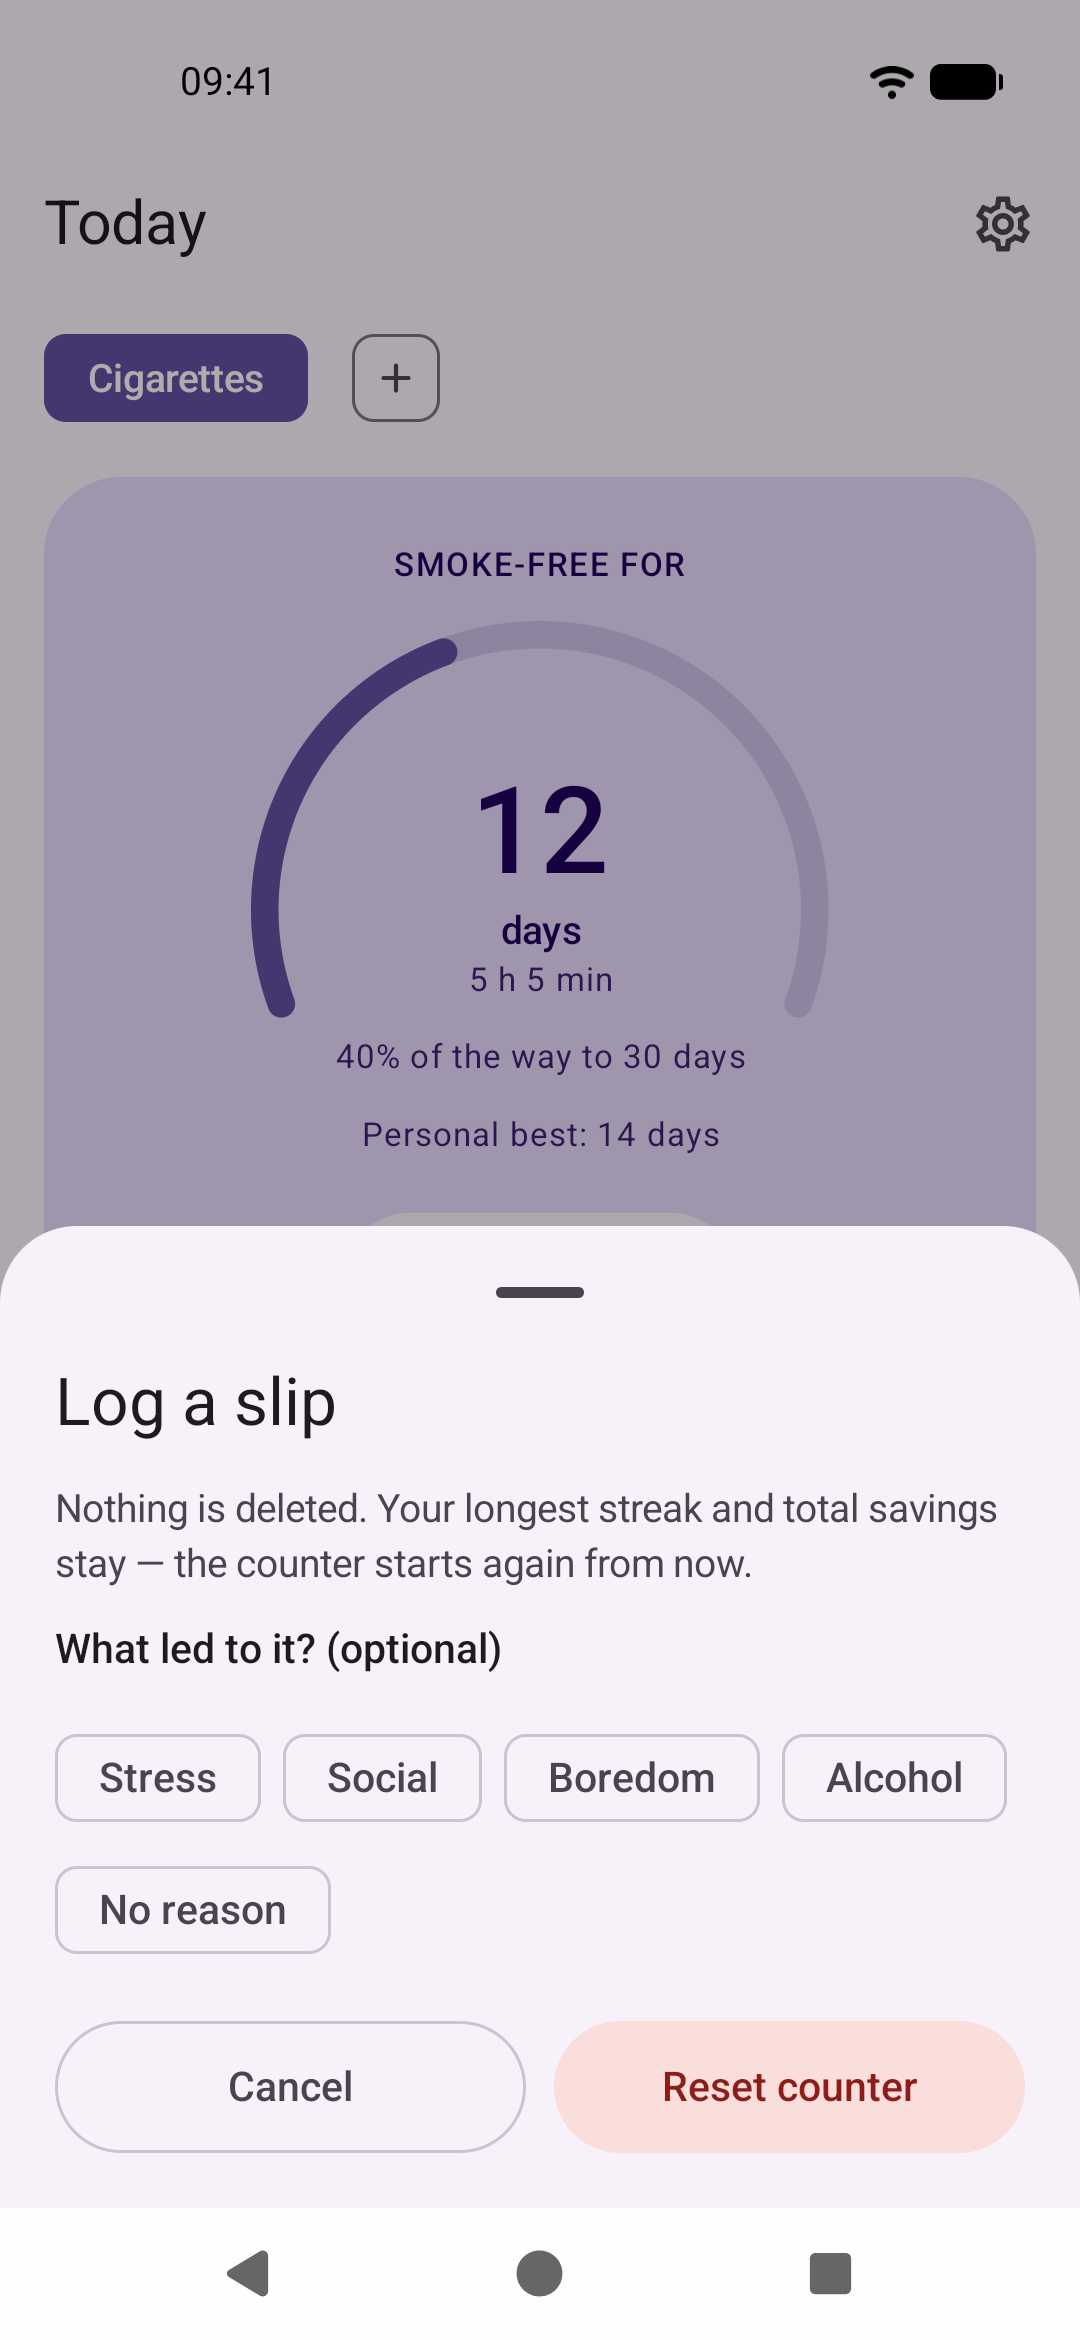 09:41
Today
Cigarettes
SMOKE-FREE FOR
12
days
5 h 5 min
40% of the way to 30 days
Personal best: 14 days
Log a slip
Nothing is deleted. Your longest streak and total savings
stay — the counter starts again from now.
What led to it? (optional)
Stress Social Boredom Alcohol
No reason
Cancel Reset counter